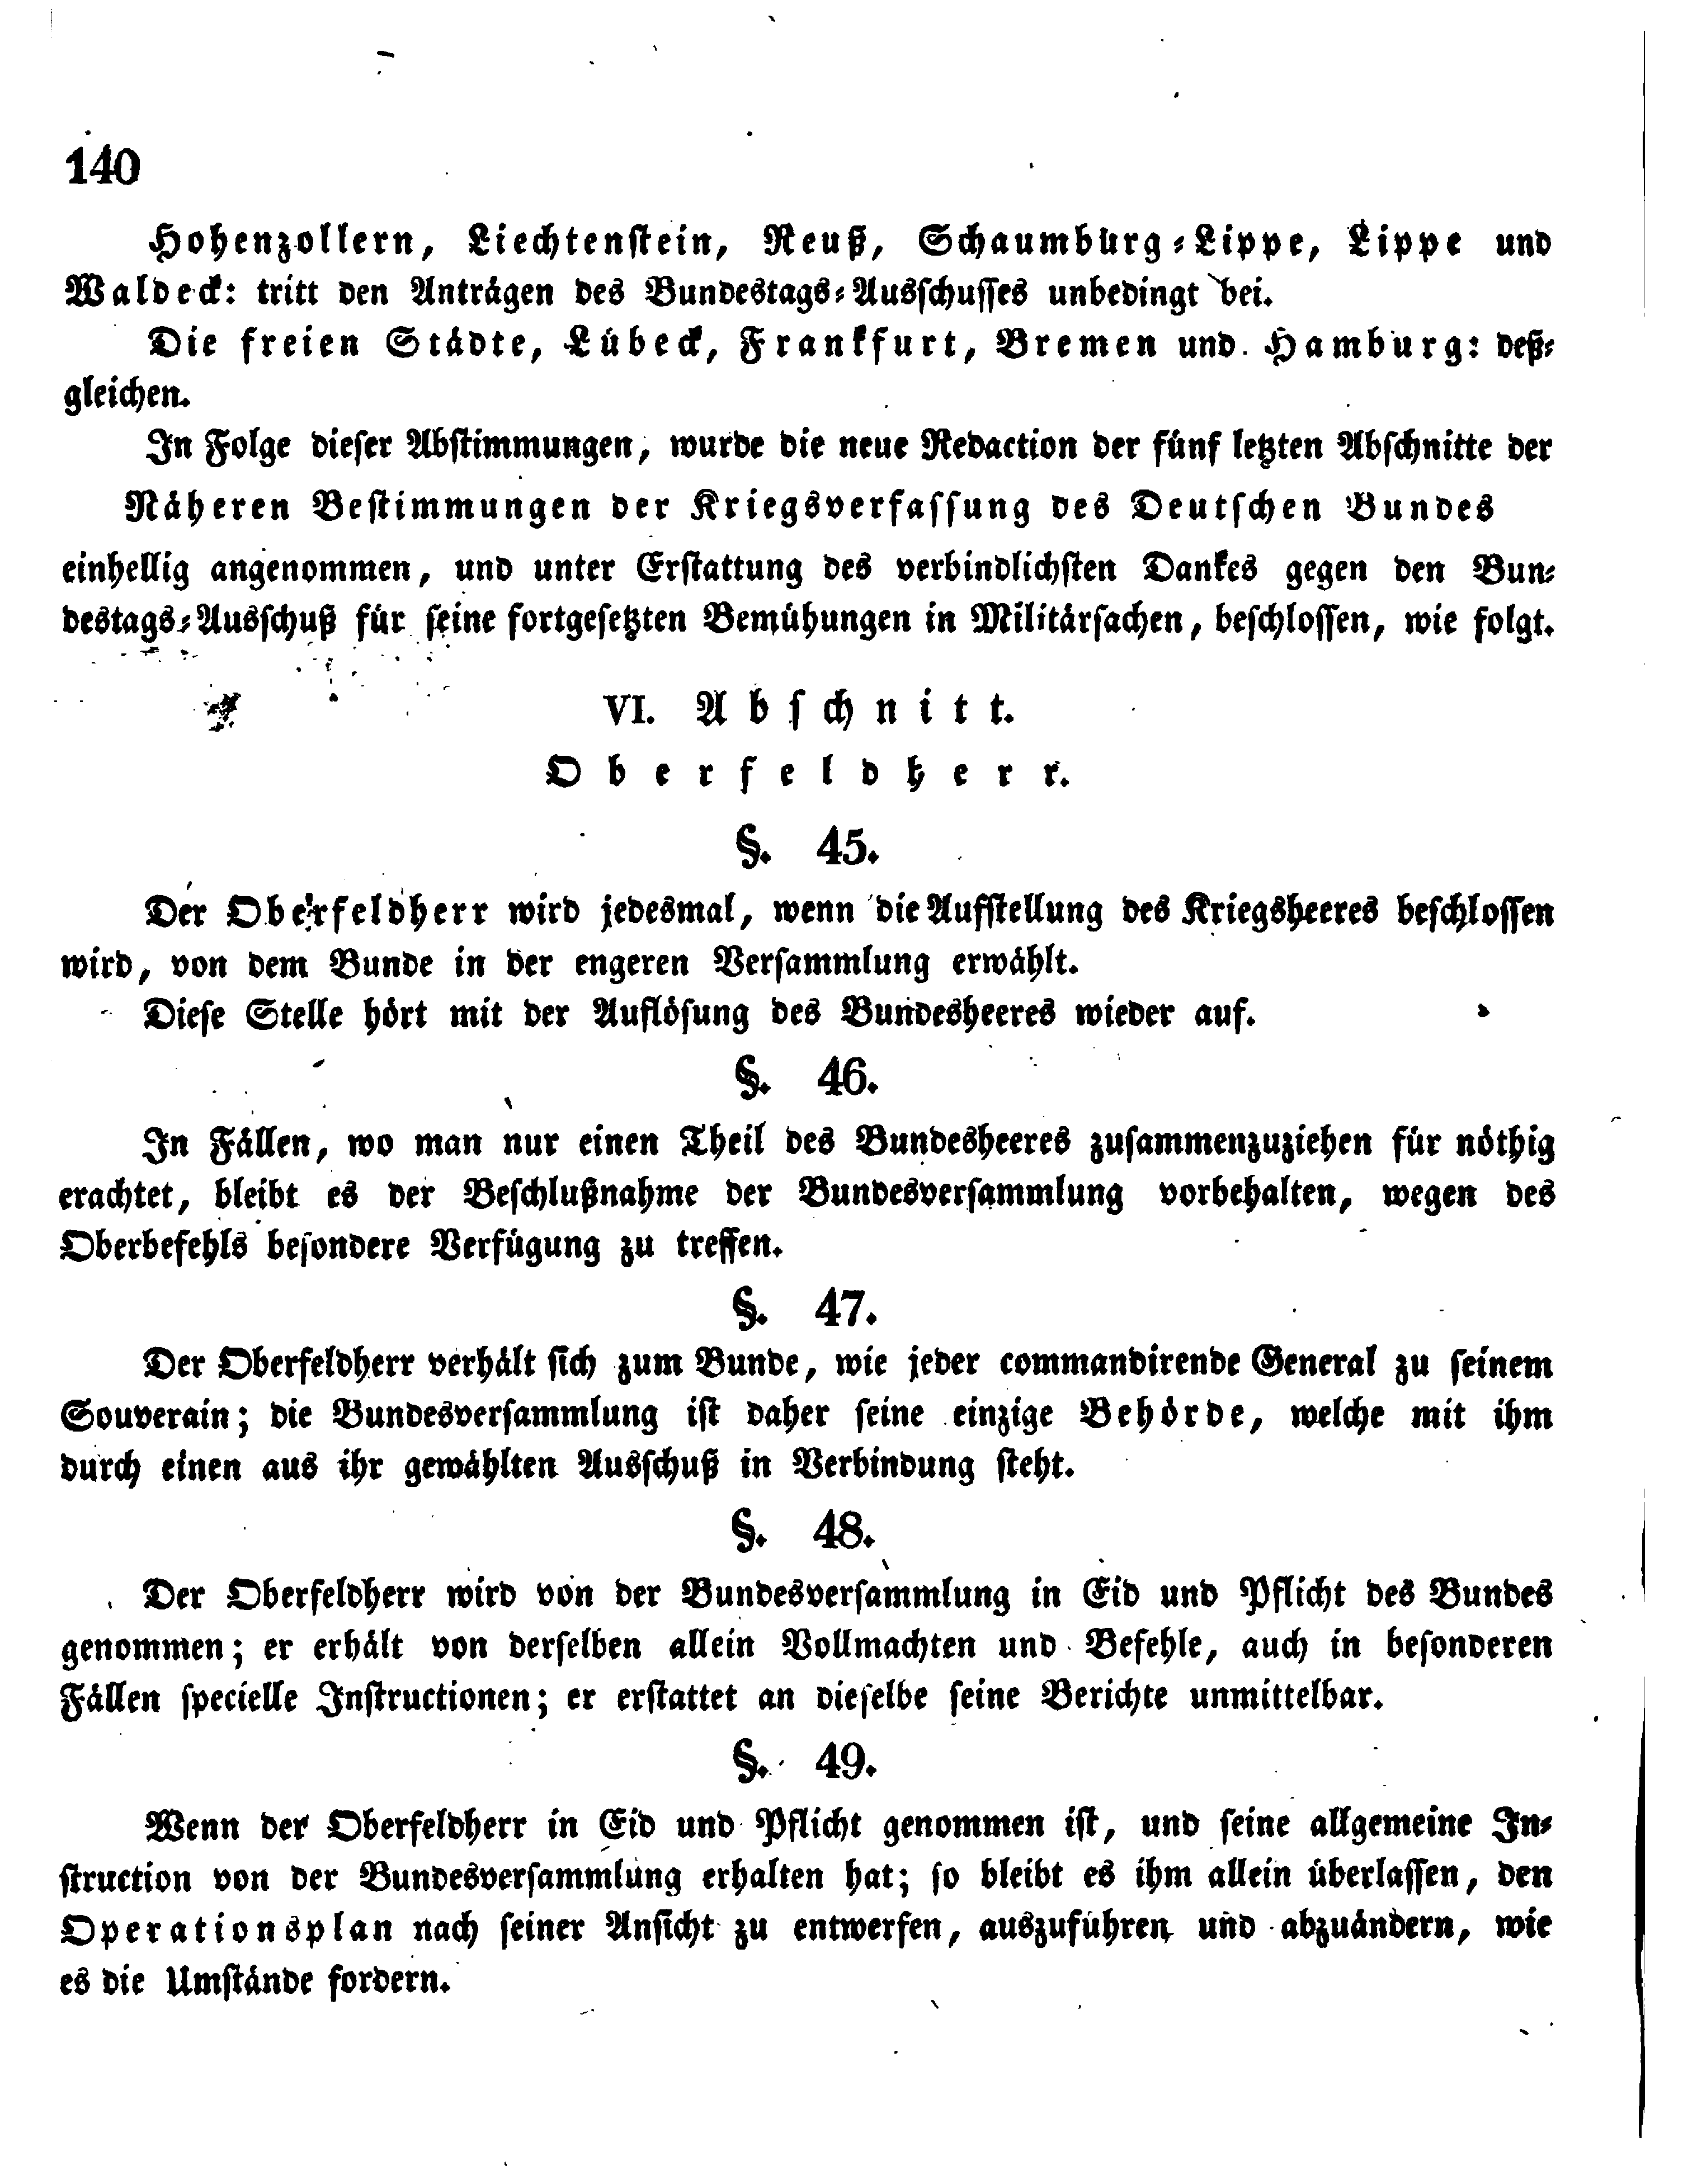 140
Hohenzollern, Liechtenstein, Reuß, Schaumburg-Lippe, Lippe und
Waldeck: tritt den Anträgen des Bundestags-Ausschusses unbedingt bei.
Die freien Städte, Lübeck, Frankfurt, Bremen und Hamburg: deß-
gleichen.
In Folge dieser Abstimmungen, wurde die neue Redaction der fünf letzten Abschnitte der
Näheren Bestimmungen der Kriegsverfassung des Deutschen Bundes
einhellig angenommen, und unter Erstattung des verbindlichsten Dankes gegen den Bun-
destags-Ausschuß für seine fortgesetzten Bemühungen in Militärsachen, beschlossen, wie folgt.
VI. Abschnitt.
Oberfeldherr.
§. 45.
Der Oberfeldherr wird jedesmal, wenn die Aufstellung des Kriegsheeres beschlossen
wird, von dem Bunde in der engeren Versammlung erwählt.
Diese Stelle hört mit der Auflösung des Bundesheeres wieder auf.
§. 46.
In Fällen, wo man nur einen Theil des Bundesheeres zusammenzuziehen für nöthig
erachtet, bleibt es der Beschlußnahme der Bundesversammlung vorbehalten, wegen des
Oberbefehls besondere Verfügung zu treffen.
§. 47.
Der Oberfeldherr verhält sich zum Bunde, wie jeder commandirende General zu seinem
Souverain; die Bundesversammlung ist daher seine einzige Behörde, welche mit ihm
durch einen aus ihr gewählten Ausschuß in Verbindung steht.
§. 48.
Der Oberfeldherr wird von der Bundesversammlung in Eid und Pflicht des Bundes
genommen; er erhält von derselben allein Vollmachten und Befehle, auch in besonderen
Fällen specielle Instructionen; er erstattet an dieselbe seine Berichte unmittelbar.
§. 49.
Wenn der Oberfeldherr in Eid und Pflicht genommen ist, und seine allgemeine In-
struction von der Bundesversammlung erhalten hat; so bleibt es ihm allein überlassen, den
Operationsplan nach seiner Ansicht zu entwerfen, auszuführen und abzuändern, wie
es die Umstände fordern.